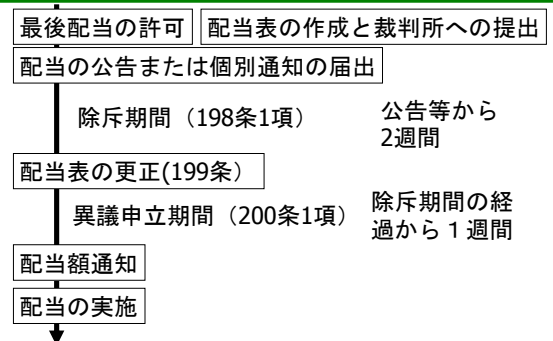 最後配当の許可 配当表の作成と裁判所への提出
配当の公告または個別通知の届出
除斥期間（198条1項） 公告等から
2週間
配当表の更正(199条）
異議申立期間（200条1項） 除斥期間の経
過から１週間
配当額通知
配当の実施